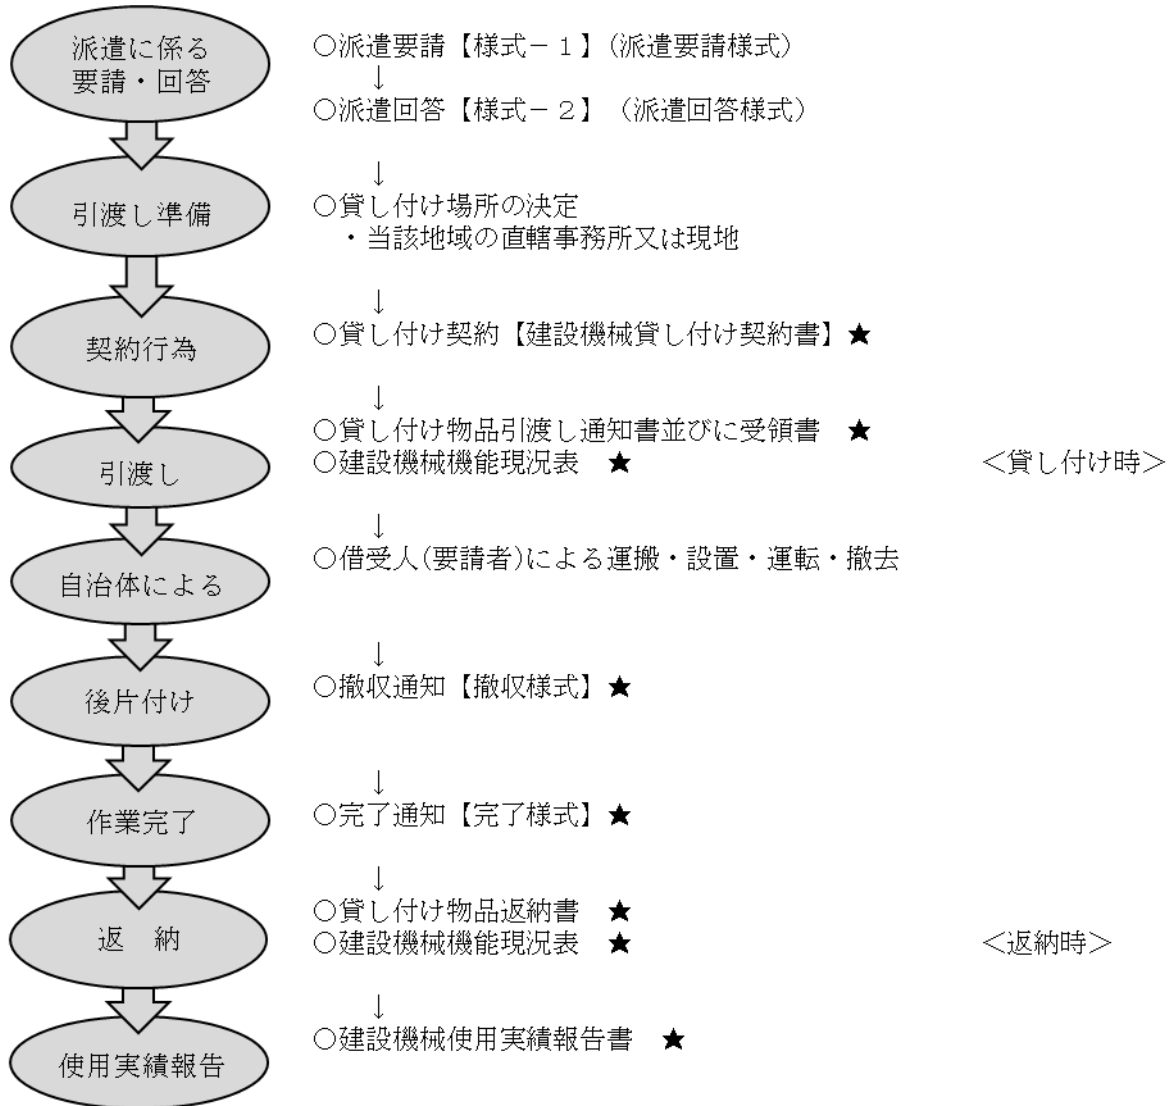 派遣に係る
要請・回答
○派遣要請【様式－１】(派遣要請様式)
↓
○派遣回答【様式－２】（派遣回答様式）
↓
引渡し準備
○貸し付け場所の決定
・当該地域の直轄事務所又は現地
↓
契約行為
○貸し付け契約【建設機械貸し付け契約書】★
↓
○貸し付け物品引渡し通知書並びに受領書　★
引渡し
○建設機械機能現況表　★　＜貸し付け時＞
↓
自治体による
○借受人(要請者)による運搬・設置・運転・撤去
↓
後片付け
○撤収通知【撤収様式】★
↓
作業完了
○完了通知【完了様式】★
↓
返　納
○貸し付け物品返納書　★
○建設機械機能現況表　★　＜返納時＞
↓
使用実績報告
○建設機械使用実績報告書　★